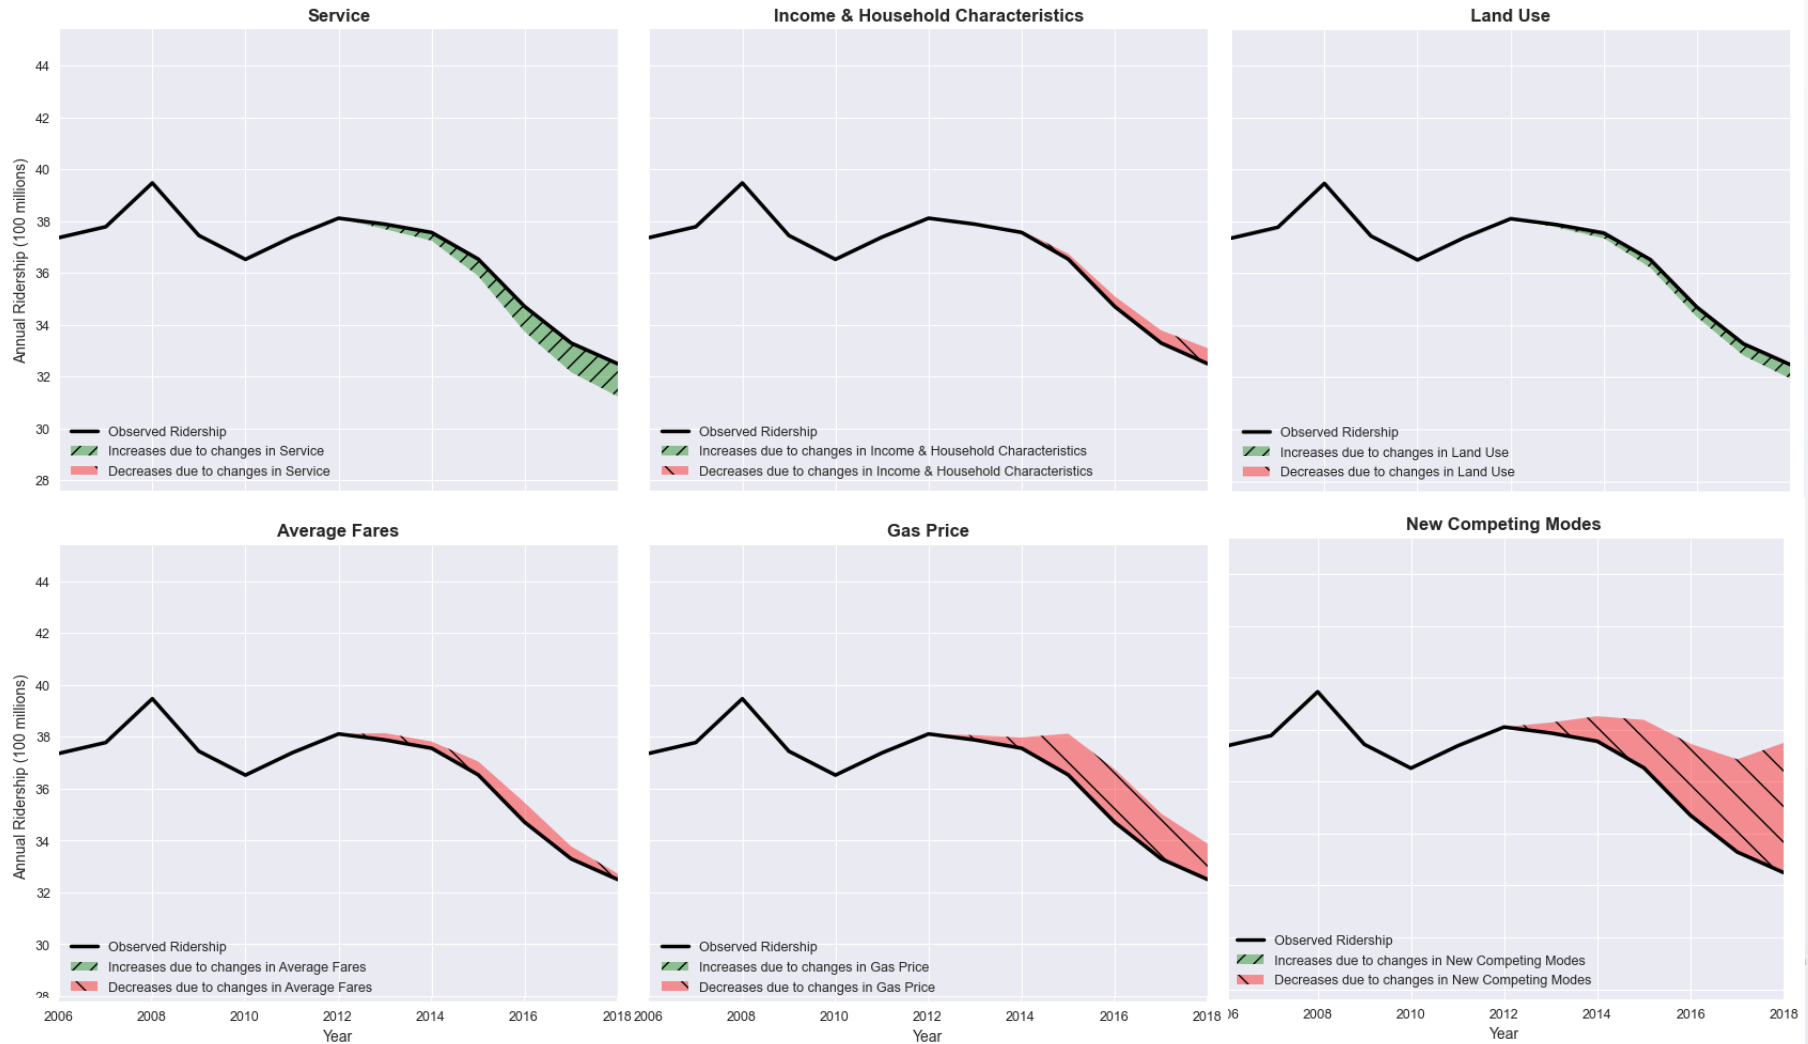 Service
Income & Household Characteristics
Land Use
Annual Ridership (100 millions)
44
42
40
38
36
34
32
30
28
Observed Ridership
Increases due to changes in Service
Decreases due to changes in Service
Observed Ridership
Increases due to changes in Income & Household Characteristics
Decreases due to changes in Income & Household Characteristics
Observed Ridership
Increases due to changes in Land Use
Decreases due to changes in Land Use
Average Fares
Gas Price
New Competing Modes
Annual Ridership (100 millions)
44
42
40
38
36
34
32
30
28
Observed Ridership
Increases due to changes in Average Fares
Decreases due to changes in Average Fares
Observed Ridership
Increases due to changes in Gas Price
Decreases due to changes in Gas Price
Observed Ridership
Increases due to changes in New Competing Modes
Decreases due to changes in New Competing Modes
2006 2008 2010 2012 2014 2016 2018
2006 2008 2010 2012 2014 2016 2018
06 2008 2010 2012 2014 2016 2018
Year
Year
Year